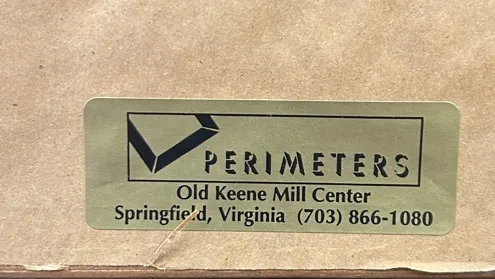 PERIMETERS
Old Keene Mill Center
Springfield, Virginia (703) 866-1080